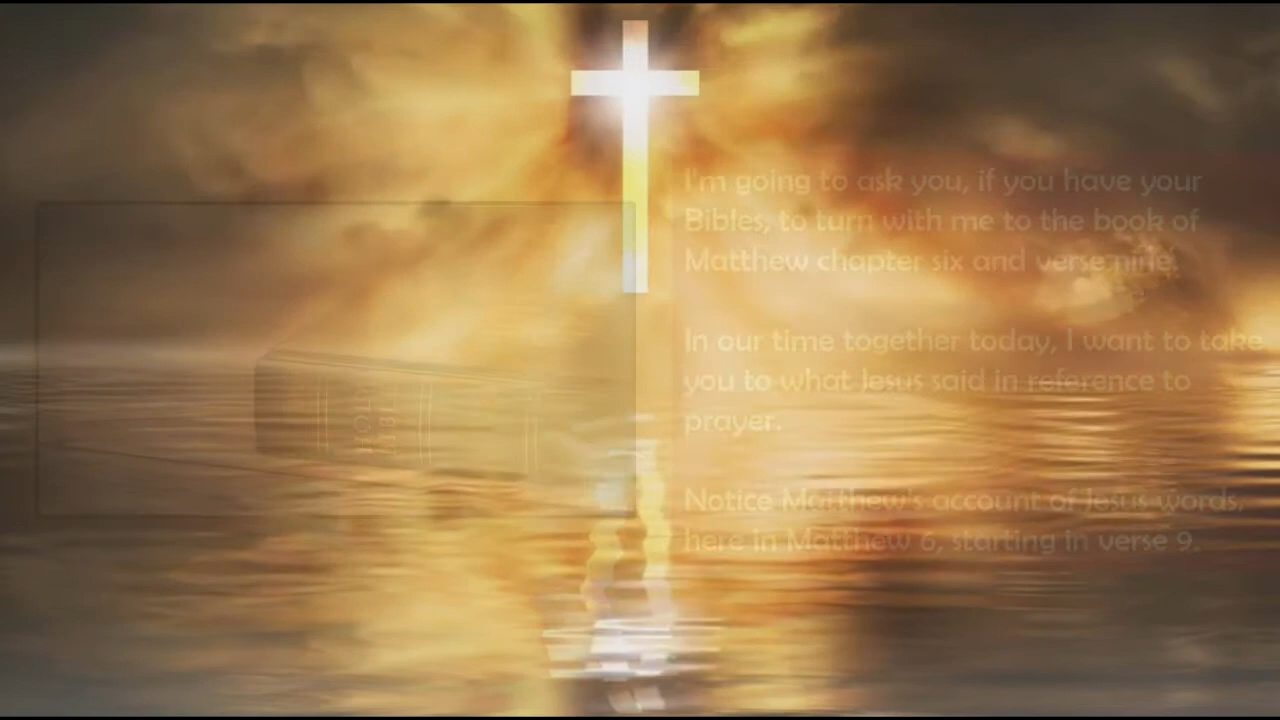 I'm going to ask you, if you have your
Bibles, to turn with me to the book of
Matthew chapter six and verse nine.
In our time together today, I want to take
you to what Jesus said in reference to
prayer.
Notice Matthew's account of Jesus words,
here in Matthew 6, starting in verse 9.
HOLY
BIBLE